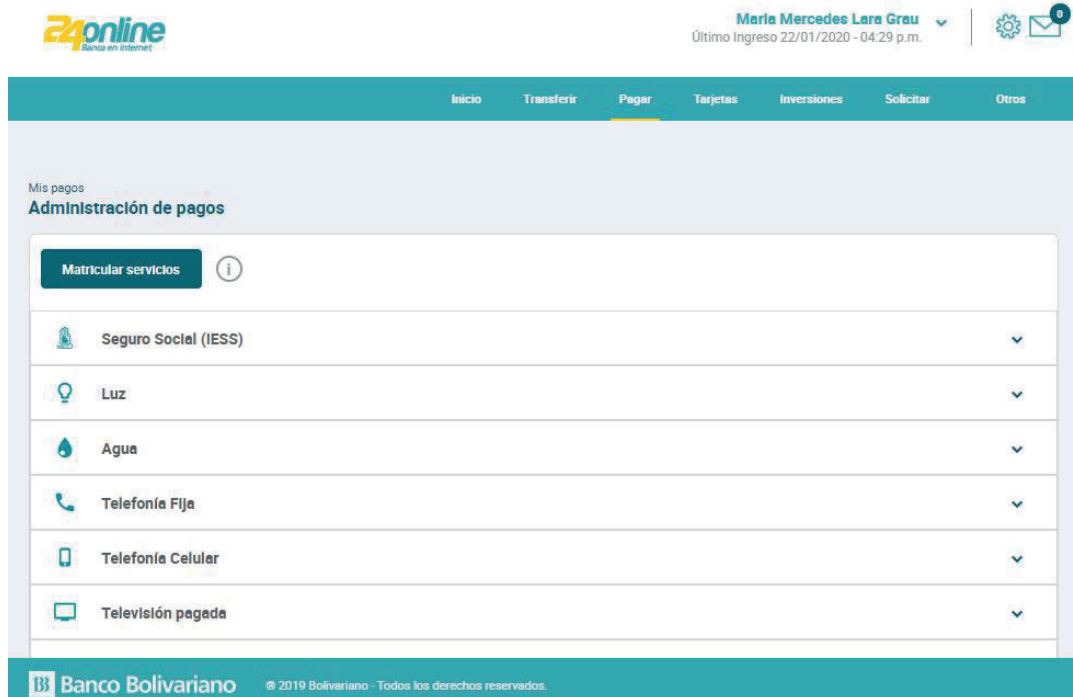 24online
Banca en internet
María Mercedes Lara Grau
Último Ingreso 22/01/2020 - 04:29 p.m.
0
Inicio
Transferir
Pagar
Tarjetas
Inversiones
Solicitar
Otros
Mis pagos
Administración de pagos
Matricular servicios
i
Seguro Social (IESS)
Luz
Agua
Telefonía Fija
Telefonía Celular
Televisión pagada
Banco Bolivariano
© 2019 Bolivariano - Todos los derechos reservados.